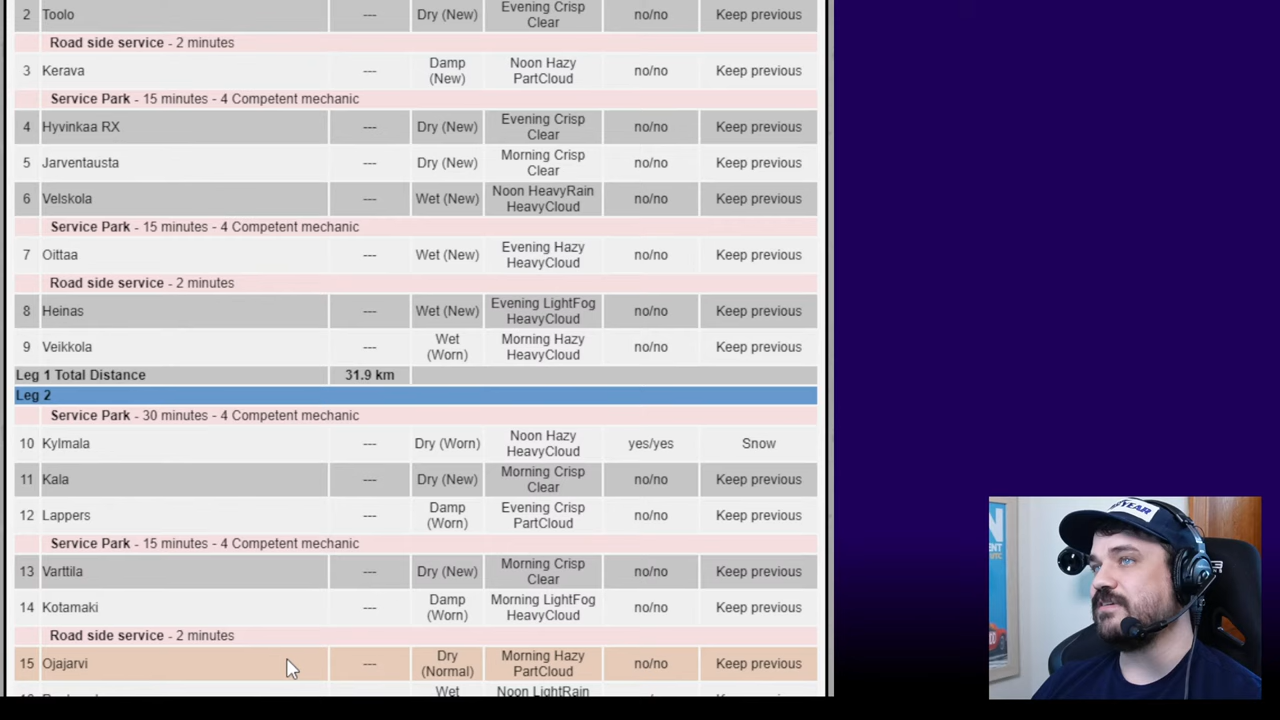 2 Toolo --- Dry (New) Evening Crisp Clear no/no Keep previous
Road side service - 2 minutes
3 Kerava --- Damp (New) Noon Hazy PartCloud no/no Keep previous
Service Park - 15 minutes - 4 Competent mechanic
4 Hyvinkaa RX --- Dry (New) Evening Crisp Clear no/no Keep previous
5 Jarventausta --- Dry (New) Morning Crisp Clear no/no Keep previous
6 Velskola --- Wet (New) Noon HeavyRain HeavyCloud no/no Keep previous
Service Park - 15 minutes - 4 Competent mechanic
7 Oittaa --- Wet (New) Evening Hazy HeavyCloud no/no Keep previous
Road side service - 2 minutes
8 Heinas --- Wet (New) Evening LightFog HeavyCloud no/no Keep previous
9 Veikkola --- Wet (Worn) Morning Hazy HeavyCloud no/no Keep previous
Leg 1 Total Distance 31.9 km
Leg 2
Service Park - 30 minutes - 4 Competent mechanic
10 Kylmala --- Dry (Worn) Noon Hazy HeavyCloud yes/yes Snow
11 Kala --- Dry (New) Morning Crisp Clear no/no Keep previous
12 Lappers --- Damp (Worn) Evening Crisp PartCloud no/no Keep previous
Service Park - 15 minutes - 4 Competent mechanic
13 Varttila --- Dry (New) Morning Crisp Clear no/no Keep previous
14 Kotamaki --- Damp (Worn) Morning LightFog HeavyCloud no/no Keep previous
Road side service - 2 minutes
15 Ojajarvi --- Dry (Normal) Morning Hazy PartCloud no/no Keep previous
Wet Noon LightRain